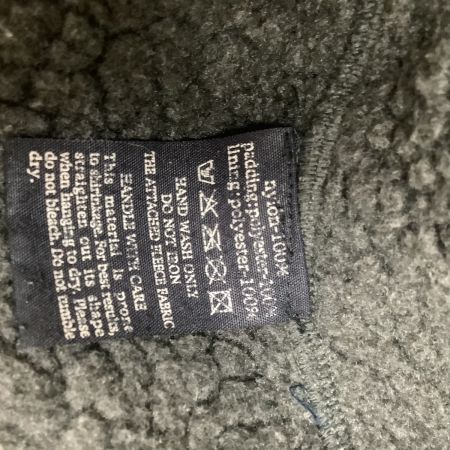 nylon-100%
padding-polyester-100%
lining-polyester-100%
HAND WASH ONLY
DO NOT IRON
THE ATTACHED FLEECE FABRIC
HANDLE WITH CARE
This material is prone
to shrinkage. For best results
straighten out its shape
when hanging to dry. Please
do not bleach. Do not tumble
dry.